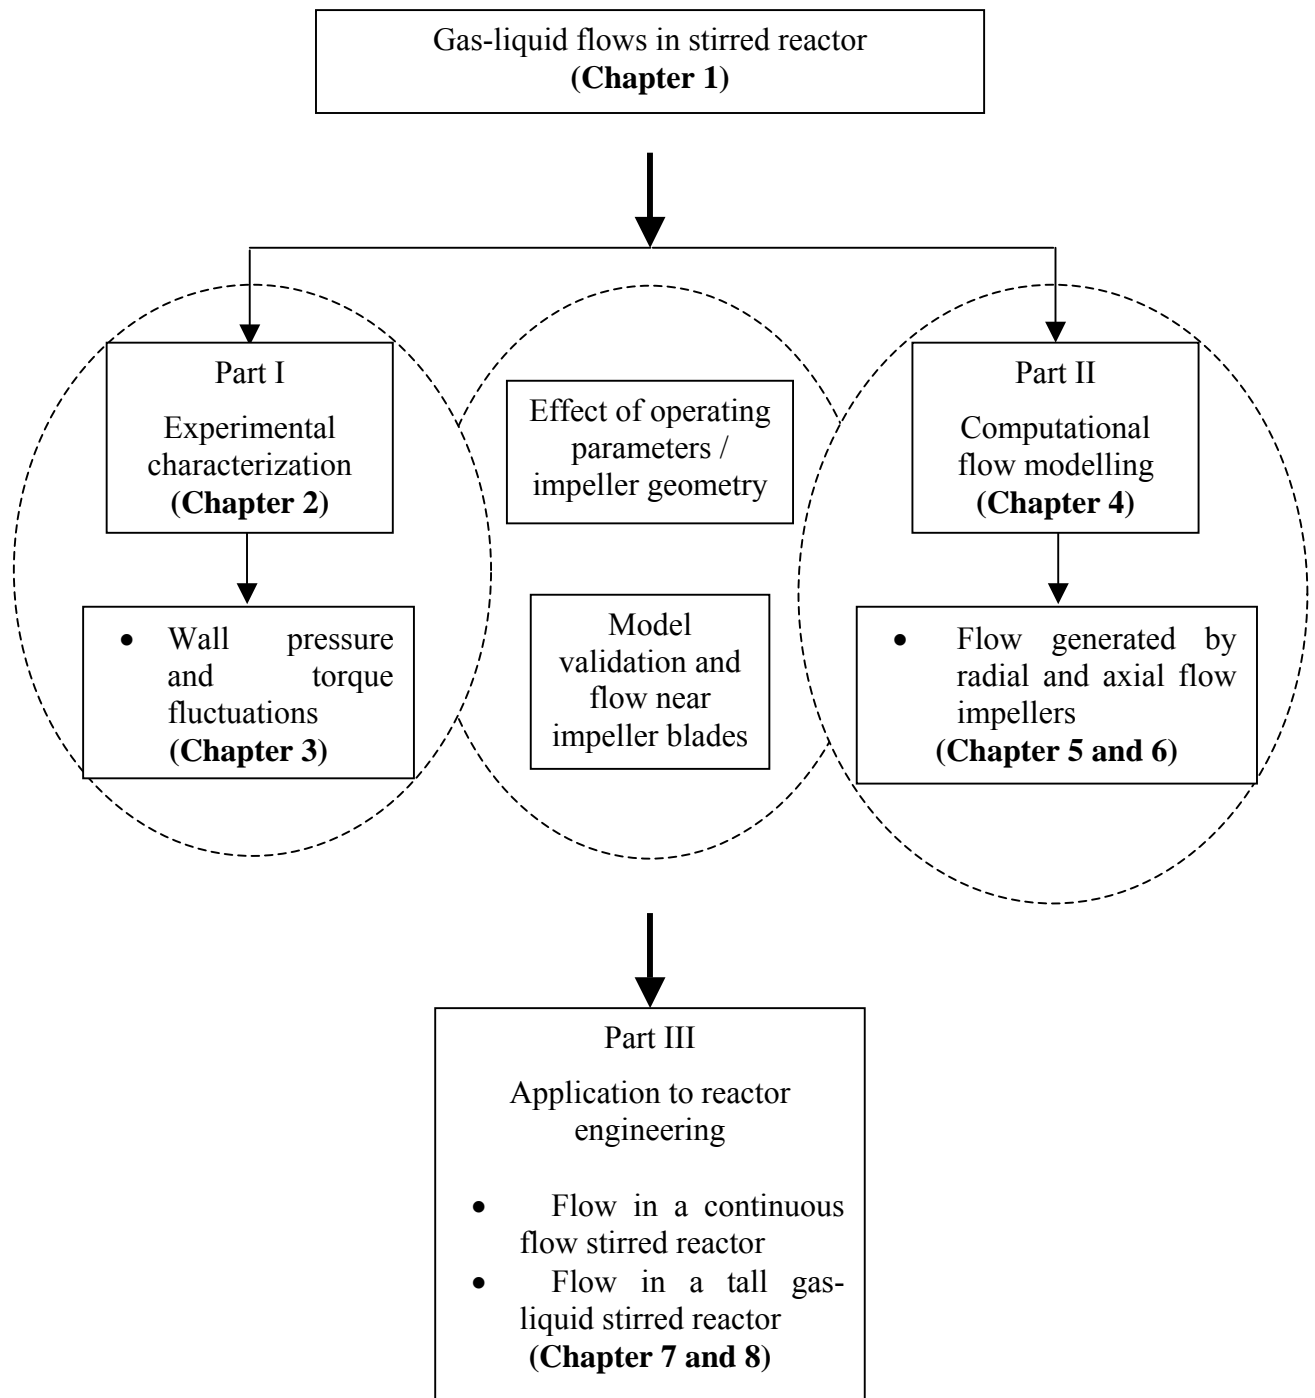 Gas-liquid flows in stirred reactor
(Chapter 1)
Part I
Experimental
characterization
(Chapter 2)
Effect of operating
parameters /
impeller geometry
Part II
Computational
flow modelling
(Chapter 4)
• Wall pressure
and torque
fluctuations
(Chapter 3)
Model
validation and
flow near
impeller blades
• Flow generated by
radial and axial flow
impellers
(Chapter 5 and 6)
Part III
Application to reactor
engineering
• Flow in a continuous
flow stirred reactor
• Flow in a tall gas-
liquid stirred reactor
(Chapter 7 and 8)